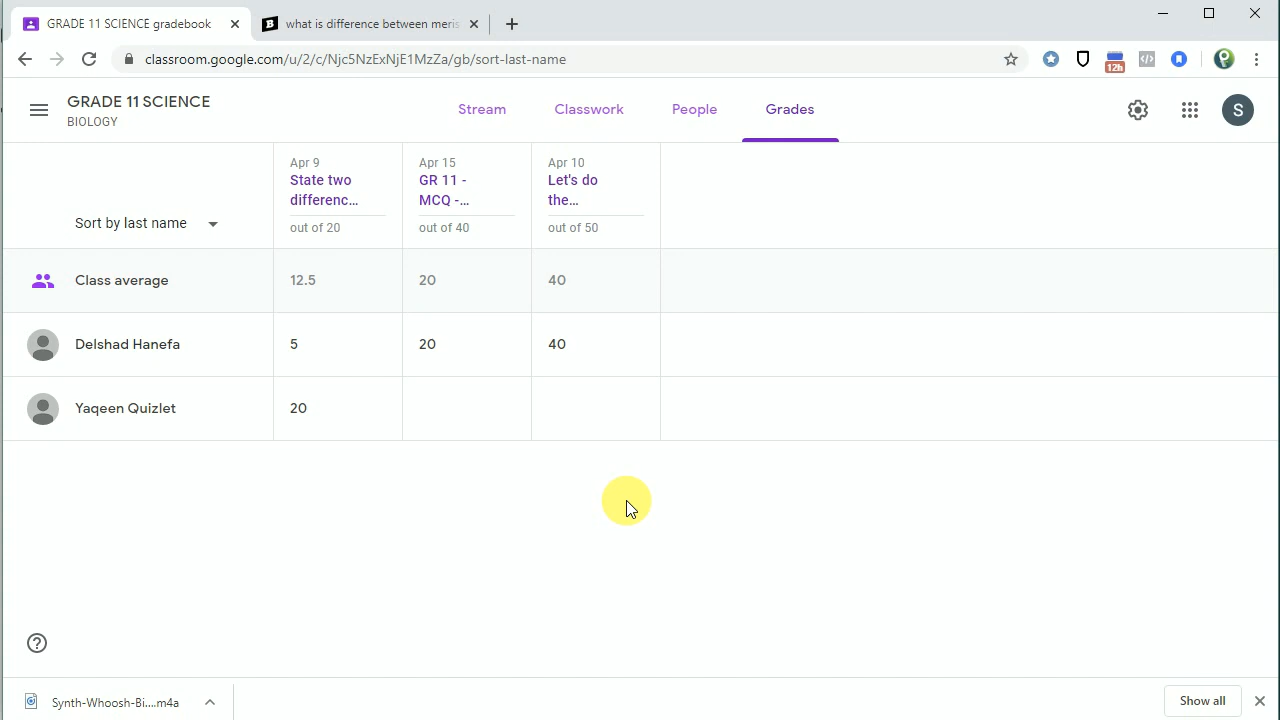 GRADE 11 SCIENCE gradebook
B what is difference between meris
classroom.google.com/u/2/c/Njc5NzExNjE1MzZa/gb/sort-last-name
12h
GRADE 11 SCIENCE
BIOLOGY
Stream Classwork People Grades
S
Sort by last name
Apr 9
State two
differenc...
out of 20
Apr 15
GR 11 -
MCQ -...
out of 40
Apr 10
Let's do
the...
out of 50
Class average 12.5 20 40
Delshad Hanefa 5 20 40
Yaqeen Quizlet 20
Synth-Whoosh-Bi....m4a
Show all